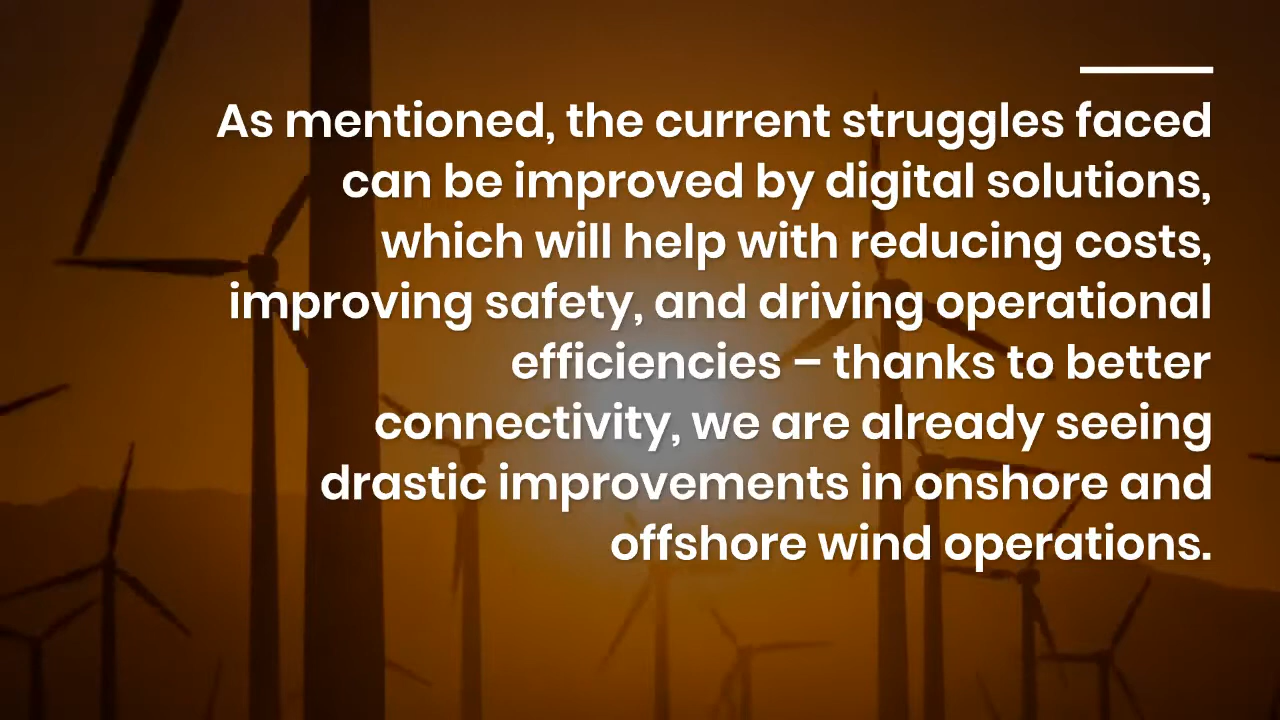 As mentioned, the current struggles faced
can be improved by digital solutions,
which will help with reducing costs,
improving safety, and driving operational
efficiencies – thanks to better
connectivity, we are already seeing
drastic improvements in onshore and
offshore wind operations.